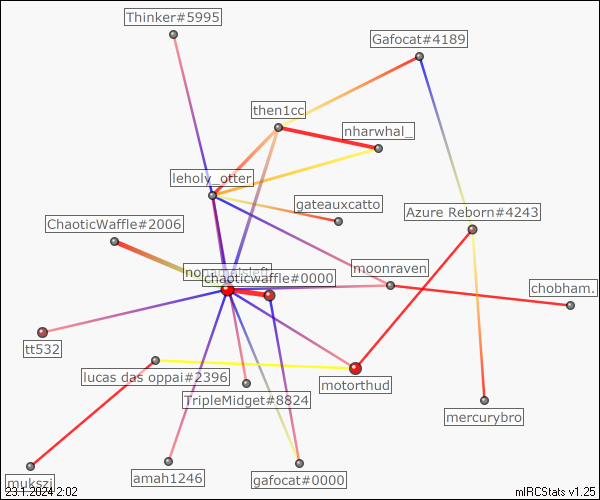 Thinker#5995
Gafocat#4189
then1cc
nharwhal_
leholy_otter
gateauxcatto
Azure Reborn#4243
ChaoticWaffle#2006
moonraven
chaoticwaffle#0000
chobham.
tt532
lucas das oppai#2396
motorthud
TripleMidget#8824
mercurybro
amah1246
gafocat#0000
mukszi
23.1.2024 2:02
mIRCStats v1.25